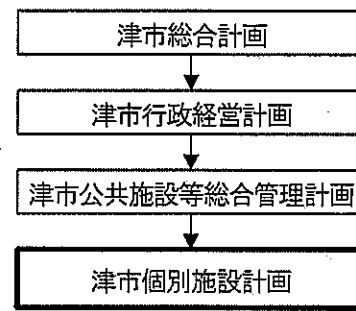 津市総合計画
津市行政経営計画
津市公共施設等総合管理計画
津市個別施設計画